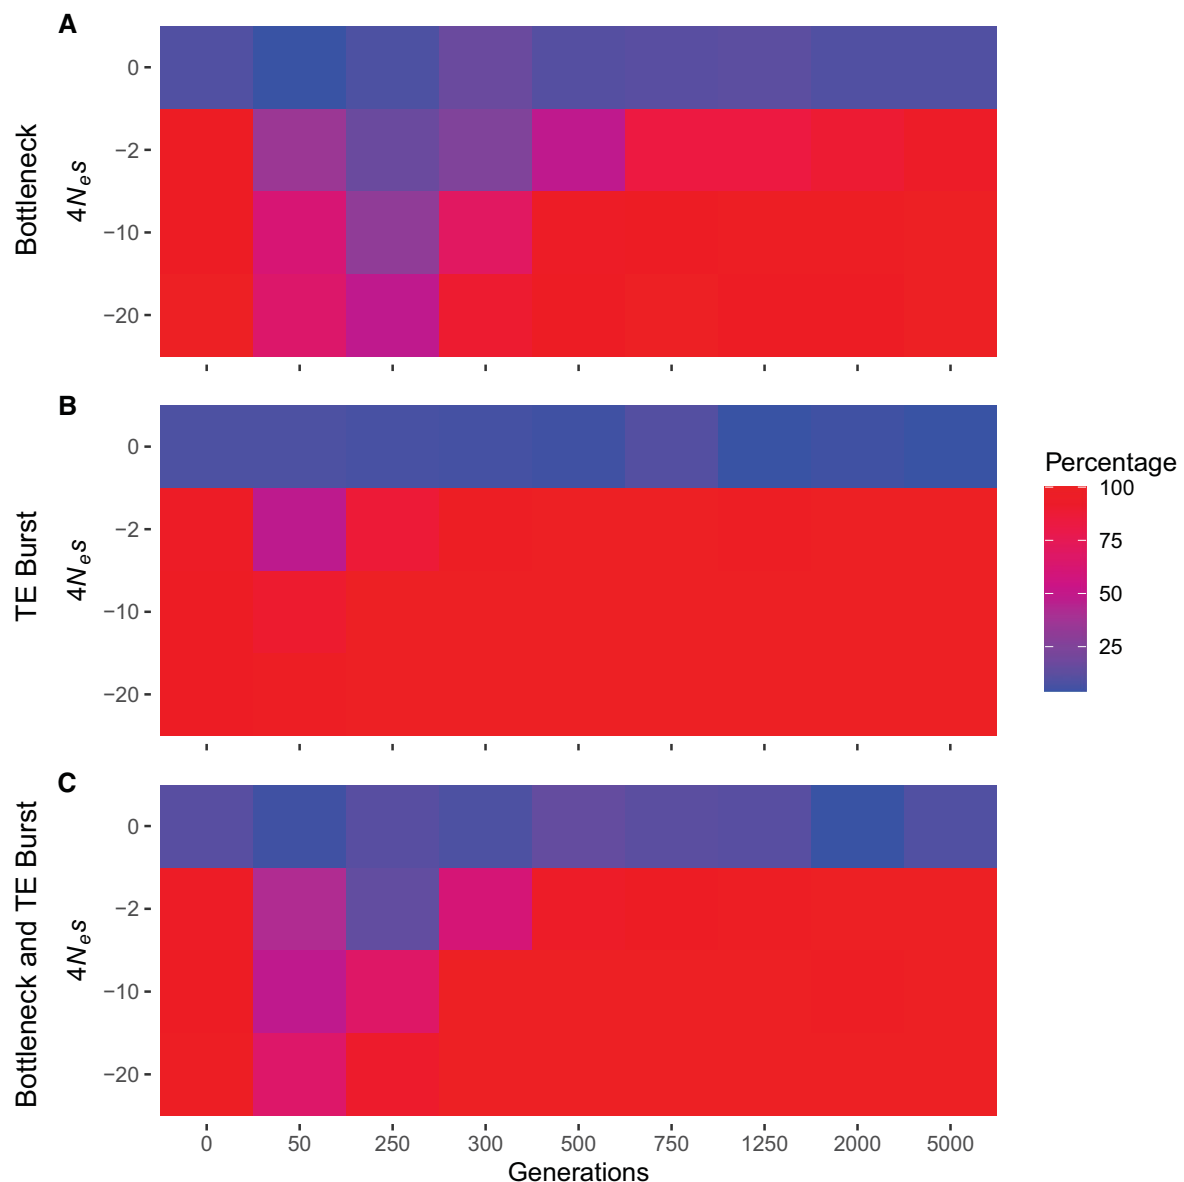 A
Bottleneck
4Nes
0
−2
−10
−20
B
TE Burst
4Nes
0
−2
−10
−20
Percentage
100
75
50
25
C
Bottleneck and TE Burst
4Nes
0
−2
−10
−20
0 50 250 300 500 750 1250 2000 5000
Generations